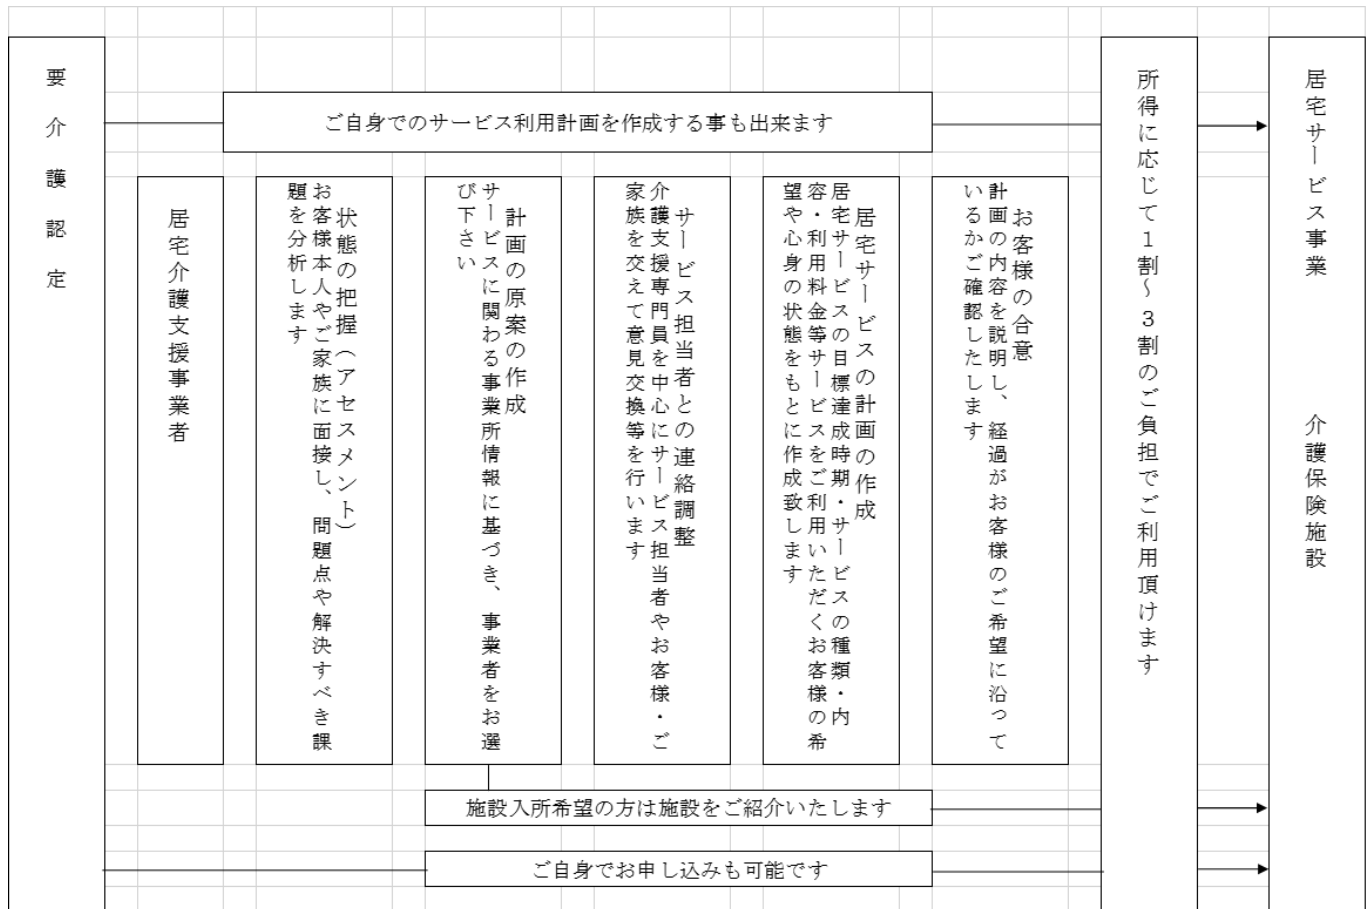 要介護認定
ご自身でのサービス利用計画を作成する事も出来ます
居宅介護支援事業者
状態の把握（アセスメント）
お客様本人やご家族に面接し、問題点や解決すべき課
題を分析します
計画の原案の作成
サービスに関わる事業所情報に基づき、事業者をお選
び下さい
サービス担当者との連絡調整
介護支援専門員を中心にサービス担当者やお客様・ご
家族を交えて意見交換等を行います
居宅サービスの計画の作成
居宅サービスの目標達成時期・サービスの種類・内
容・利用料金等サービスをご利用いただくお客様の希
望や心身の状態をもとに作成致します
お客様の合意
計画の内容を説明し、経過がお客様のご希望に沿って
いるかご確認したします
施設入所希望の方は施設をご紹介いたします
ご自身でお申し込みも可能です
所得に応じて１割～３割のご負担でご利用頂けます
居宅サービス事業
介護保険施設